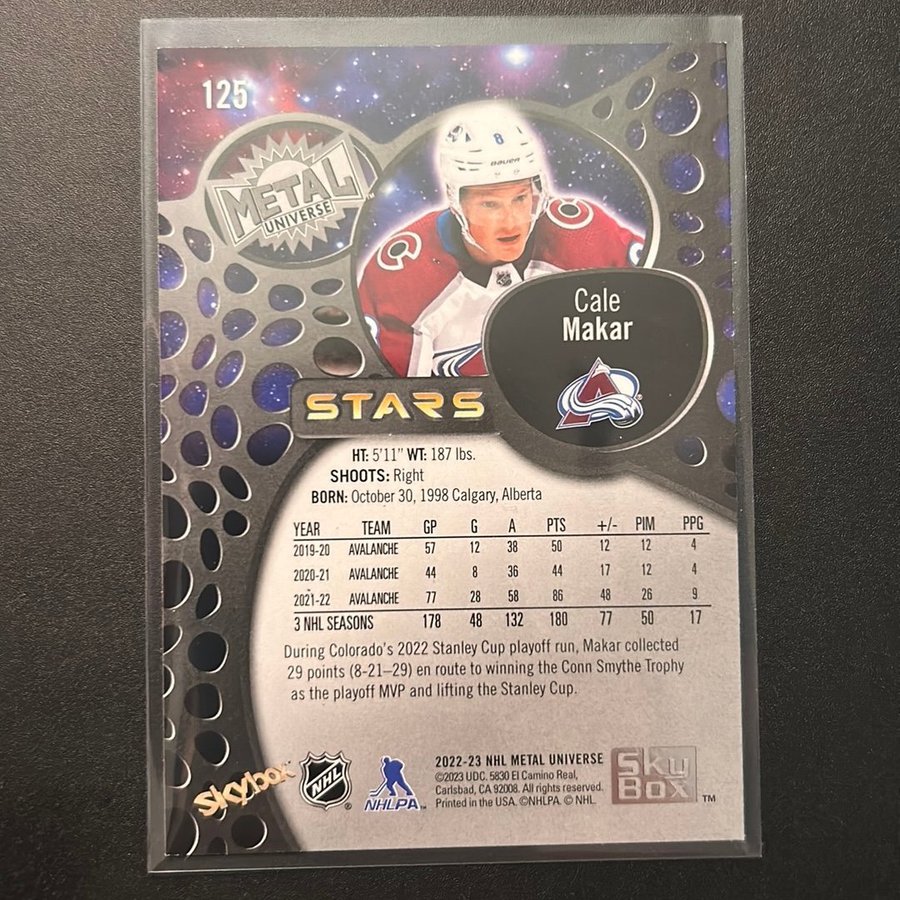 125
METAL
UNIVERSE
8
BAUER
Cale
Makar
STARS
HT: 5'11" WT: 187 lbs.
SHOOTS: Right
BORN: October 30, 1998 Calgary, Alberta
YEAR TEAM GP G A PTS +/- PIM PPG
2019-20 AVALANCHE 57 12 38 50 12 12 4
2020-21 AVALANCHE 44 8 36 44 17 12 4
2021-22 AVALANCHE 77 28 58 86 48 26 9
3 NHL SEASONS 178 48 132 180 77 50 17
During Colorado's 2022 Stanley Cup playoff run, Makar collected
29 points (8-21–29) en route to winning the Conn Smythe Trophy
as the playoff MVP and lifting the Stanley Cup.
skybox
NHL
NHLPA™
2022-23 NHL METAL UNIVERSE
©2023 UDC. 5830 El Camino Real,
Carlsbad, CA 92008. All rights reserved.
Printed in the USA. ©NHLPA © NHL.
Sky
Box™